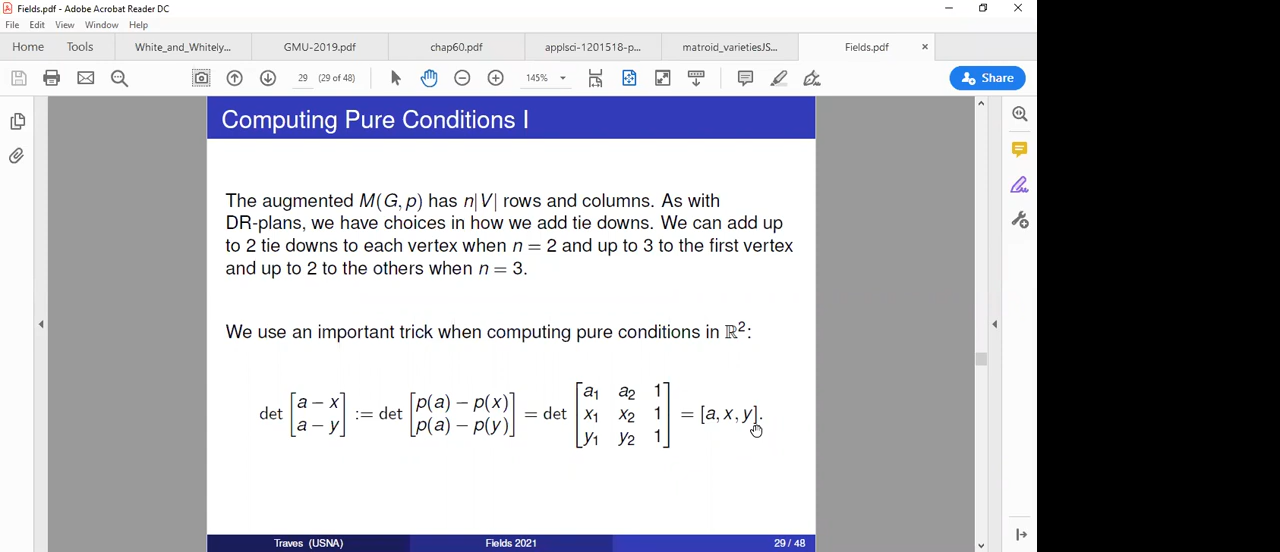 Fields.pdf - Adobe Acrobat Reader DC
File Edit View Window Help
Home Tools White_and_Whitely... GMU-2019.pdf chap60.pdf applsci-1201518-p... matroid_varietiesJS... Fields.pdf ×
29 (29 of 48) 145% Share
Computing Pure Conditions I
The augmented M(G, p) has n|V| rows and columns. As with
DR-plans, we have choices in how we add tie downs. We can add up
to 2 tie downs to each vertex when n = 2 and up to 3 to the first vertex
and up to 2 to the others when n = 3.
We use an important trick when computing pure conditions in ℝ²:
det [a − x; a − y] := det [p(a) − p(x); p(a) − p(y)] = det [a₁ a₂ 1; x₁ x₂ 1; y₁ y₂ 1] = [a, x, y].
Traves (USNA) Fields 2021 29 / 48